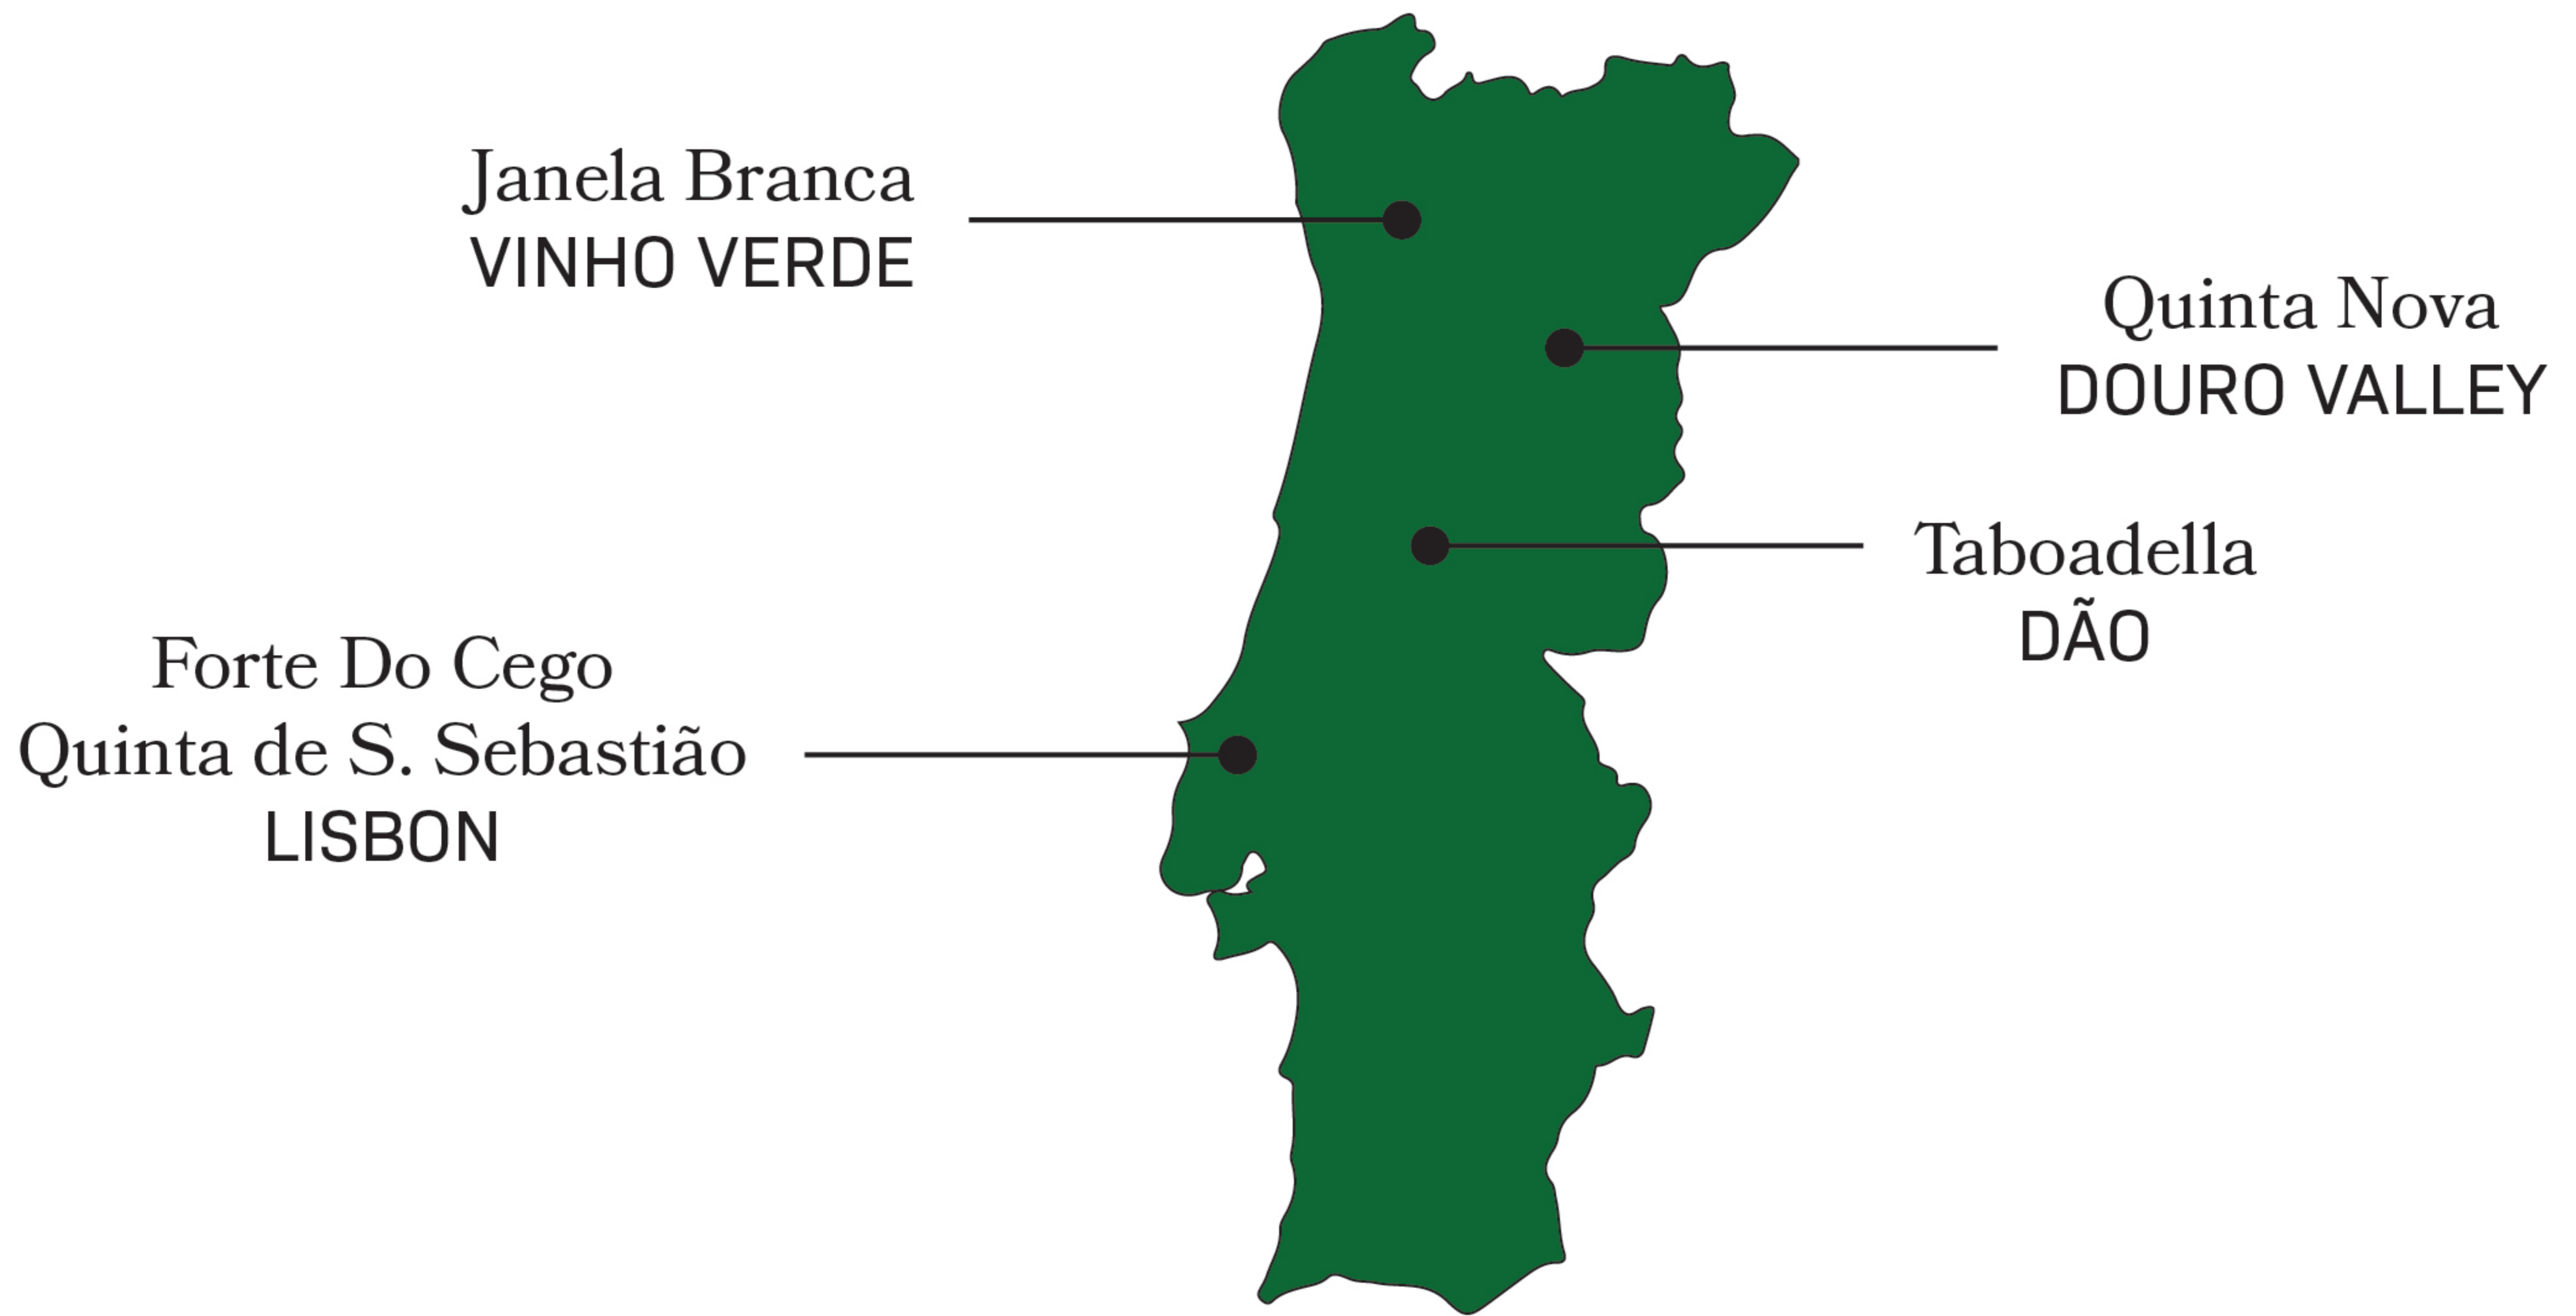 Janela Branca
VINHO VERDE
Quinta Nova
DOURO VALLEY
Taboadella
DÃO
Forte Do Cego
Quinta de S. Sebastião
LISBON